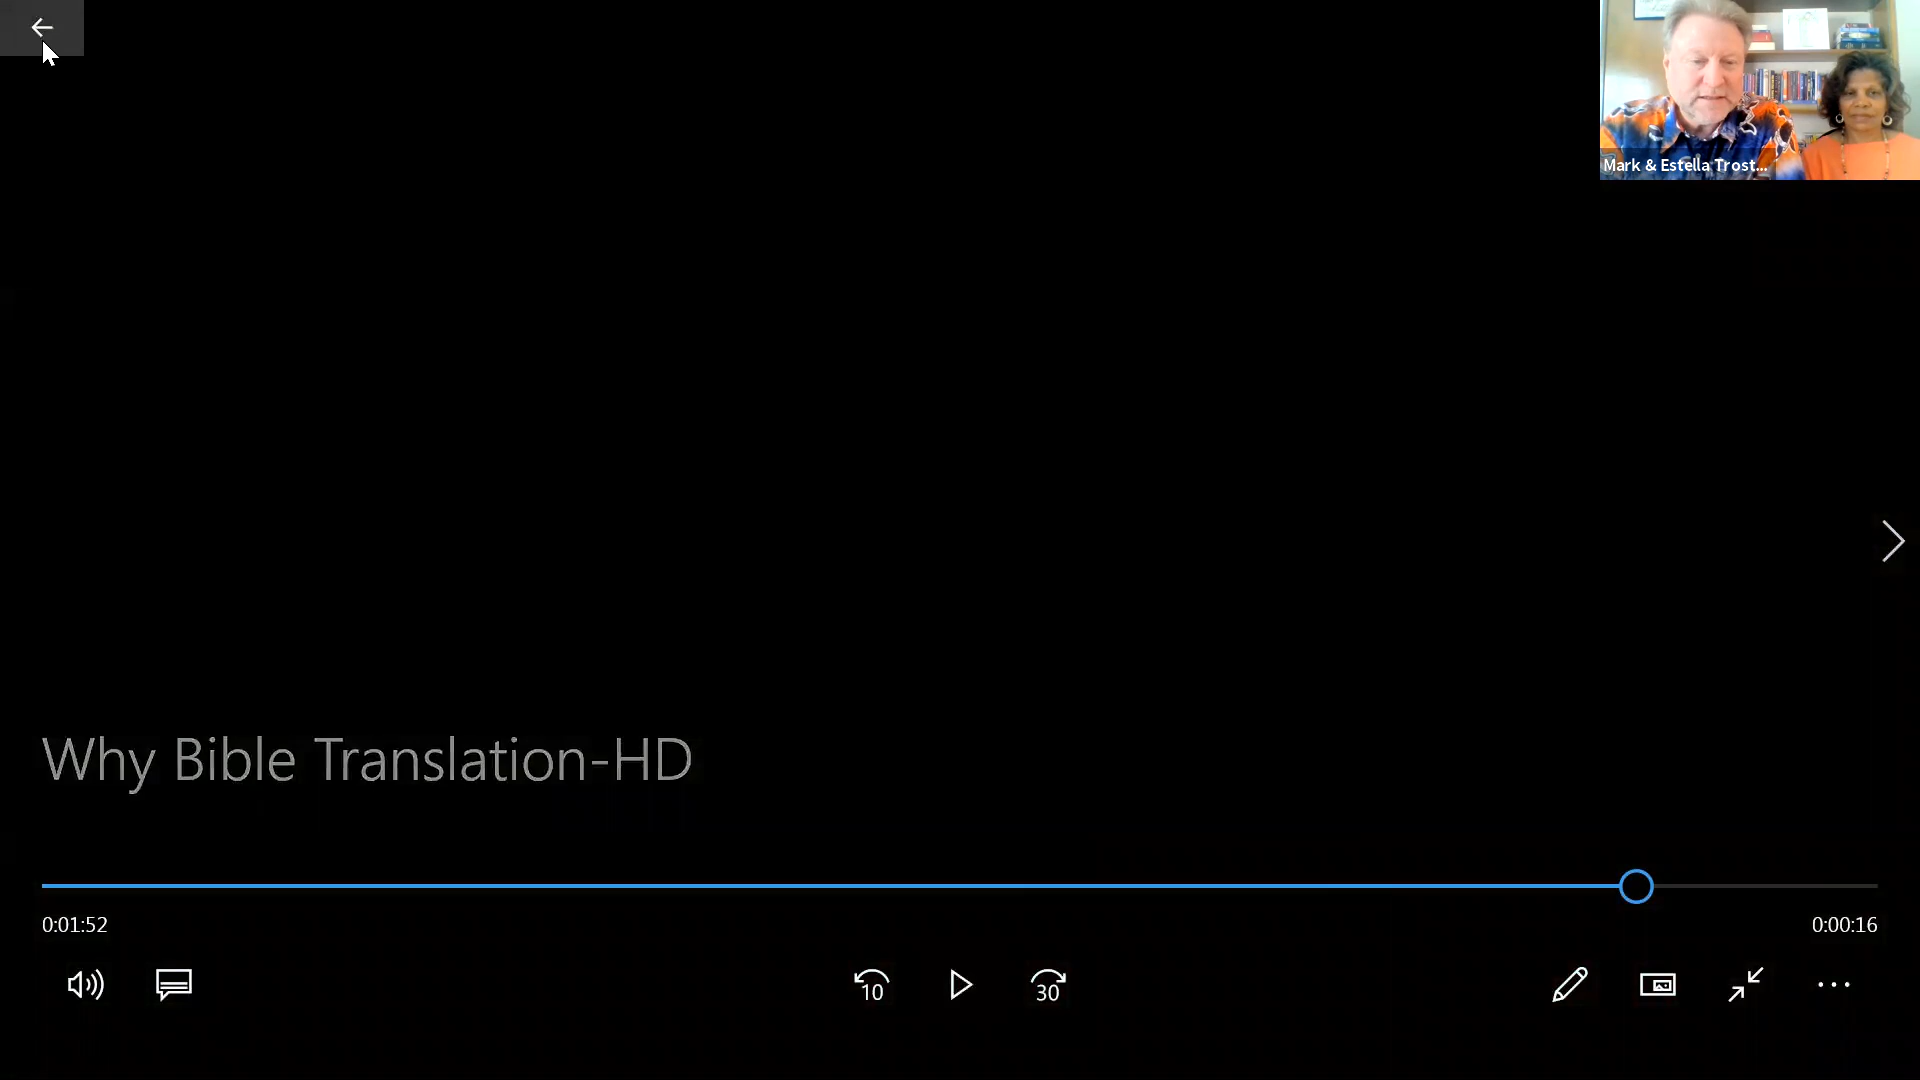 Mark & Estella Trost...
Why Bible Translation-HD
0:01:52
0:00:16
10
30